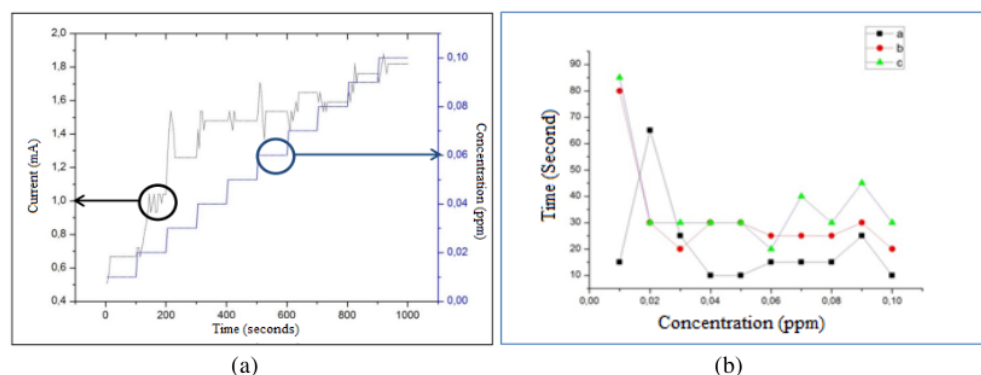 2,0
1,8
1,6
1,4
1,2
1,0
0,8
0,6
0,4
Current (mA)
0 200 400 600 800 1000
Time (seconds)
0,10
0,08
0,06
0,04
0,02
0,00
Concentration (ppm)
(a)
a
b
c
90
80
70
60
50
40
30
20
10
Time (Second)
0,00 0,02 0,04 0,06 0,08 0,10
Concentration (ppm)
(b)